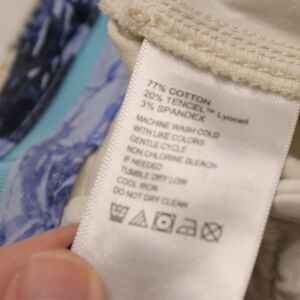 77% COTTON
20% TENCEL™ Lyocell
3% SPANDEX
MACHINE WASH COLD
WITH LIKE COLORS
GENTLE CYCLE
NON CHLORINE BLEACH
IF NEEDED
TUMBLE DRY LOW
COOL IRON
DO NOT DRY CLEAN